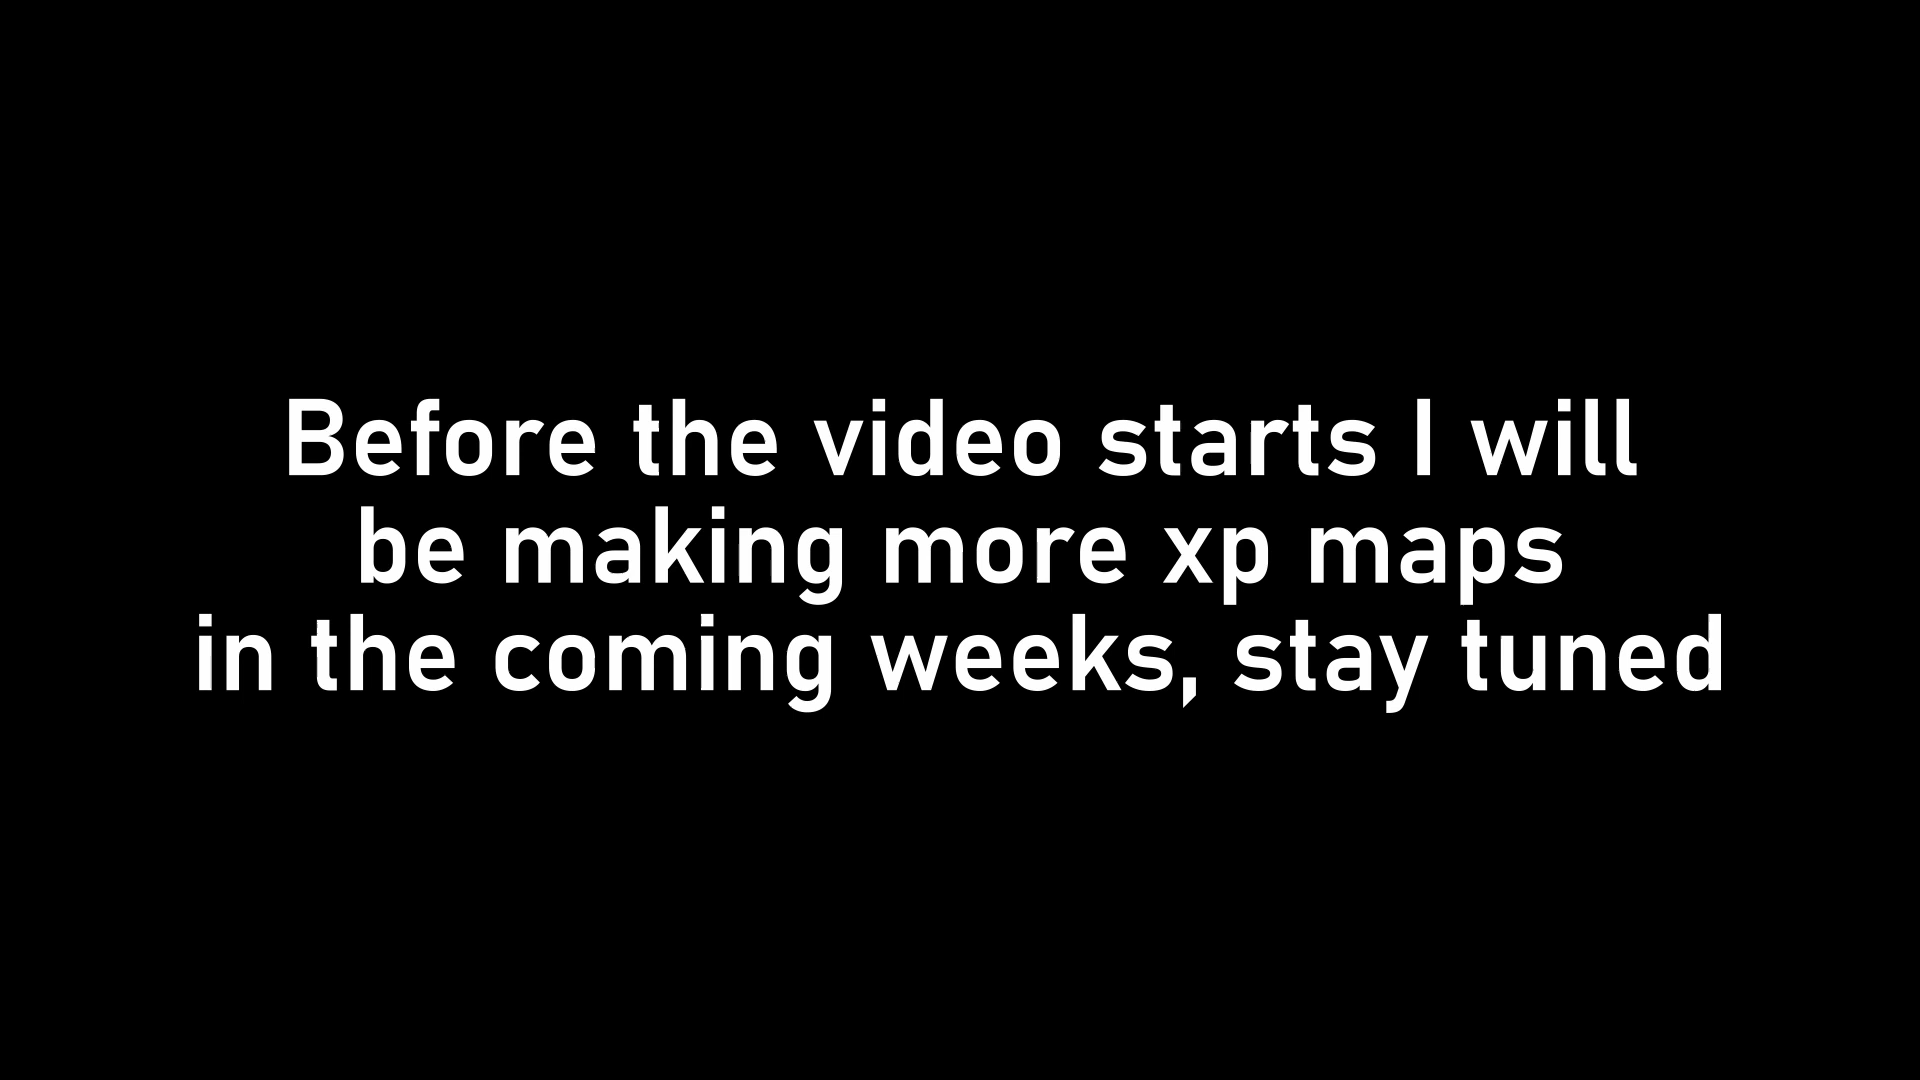 Before the video starts I will
be making more xp maps
in the coming weeks, stay tuned